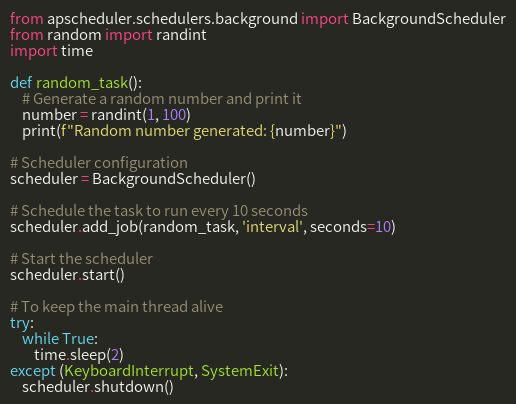 from apscheduler.schedulers.background import BackgroundScheduler
from random import randint
import time

def random_task():
    # Generate a random number and print it
    number = randint(1, 100)
    print(f"Random number generated: {number}")

# Scheduler configuration
scheduler = BackgroundScheduler()

# Schedule the task to run every 10 seconds
scheduler.add_job(random_task, 'interval', seconds=10)

# Start the scheduler
scheduler.start()

# To keep the main thread alive
try:
    while True:
        time.sleep(2)
except (KeyboardInterrupt, SystemExit):
    scheduler.shutdown()